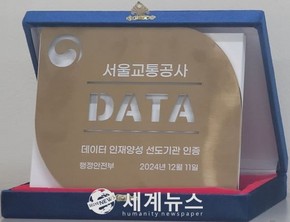 서울교통공사
DATA
데이터 인재양성 선도기관 인증
행정안전부 2024년 12월 11일
세계뉴스
humanity newspaper